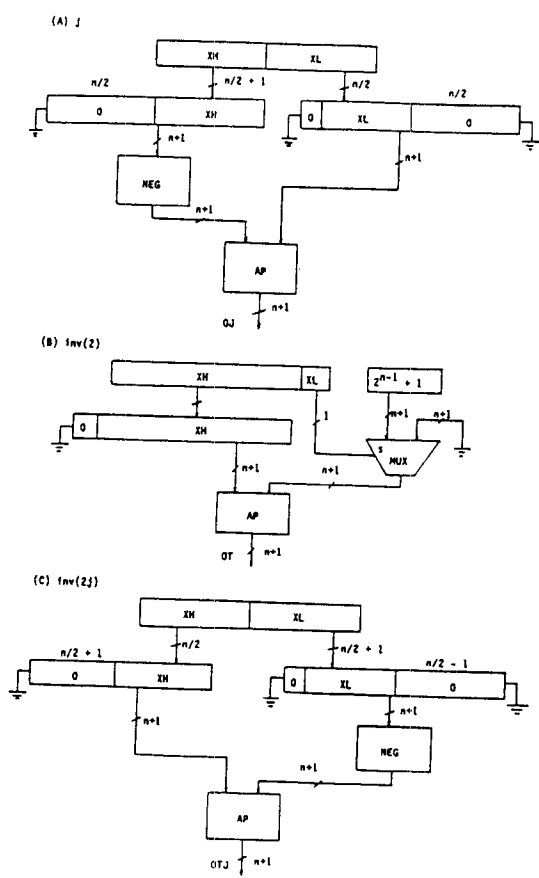 (A) j
XH XL
n/2 n/2 + 1 n/2 n/2
0 XH 0 XL 0
n+1 n+1
NEG
n+1
AP
n+1
OJ
(B) inv(2)
XH XL 2^{n-1} + 1
1 n+1 n+1
0 XH S MUX
n+1 n+1
AP
OT n+1
(C) inv(2j)
XH XL
n/2 + 1 n/2 n/2 + 1 n/2 - 1
0 XH 0 XL 0
n+1 n+1
NEG
n+1
AP
OTJ n+1